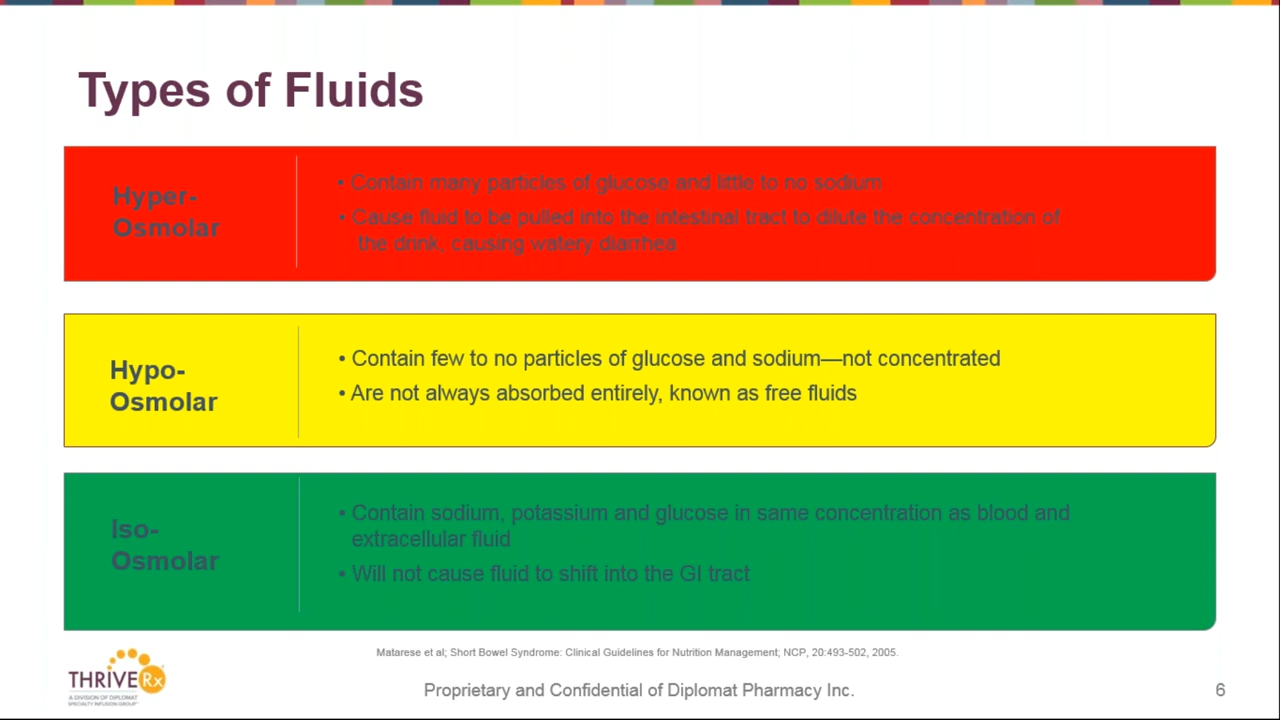 Types of Fluids
Hyper-
Osmolar
• Contain many particles of glucose and little to no sodium
• Cause fluid to be pulled into the intestinal tract to dilute the concentration of
the drink, causing watery diarrhea
Hypo-
Osmolar
• Contain few to no particles of glucose and sodium—not concentrated
• Are not always absorbed entirely, known as free fluids
Iso-
Osmolar
• Contain sodium, potassium and glucose in same concentration as blood and
extracellular fluid
• Will not cause fluid to shift into the GI tract
Matarese et al; Short Bowel Syndrome: Clinical Guidelines for Nutrition Management; NCP, 20:493-502, 2005.
THRIVE Rx
A DIVISION OF DIPLOMAT
SPECIALTY INFUSION GROUP
Proprietary and Confidential of Diplomat Pharmacy Inc.
6